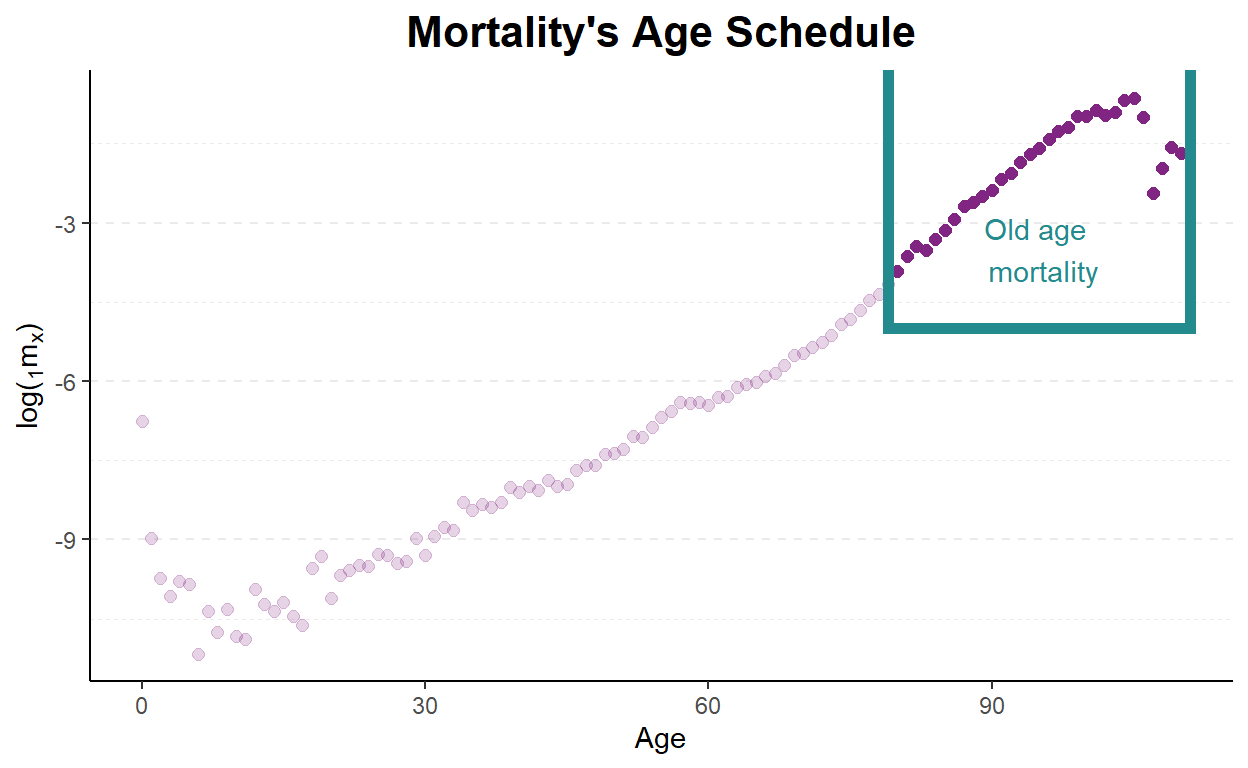 Mortality's Age Schedule
log(₁mₓ)
-3
-6
-9
Old age
mortality
0 30 60 90
Age